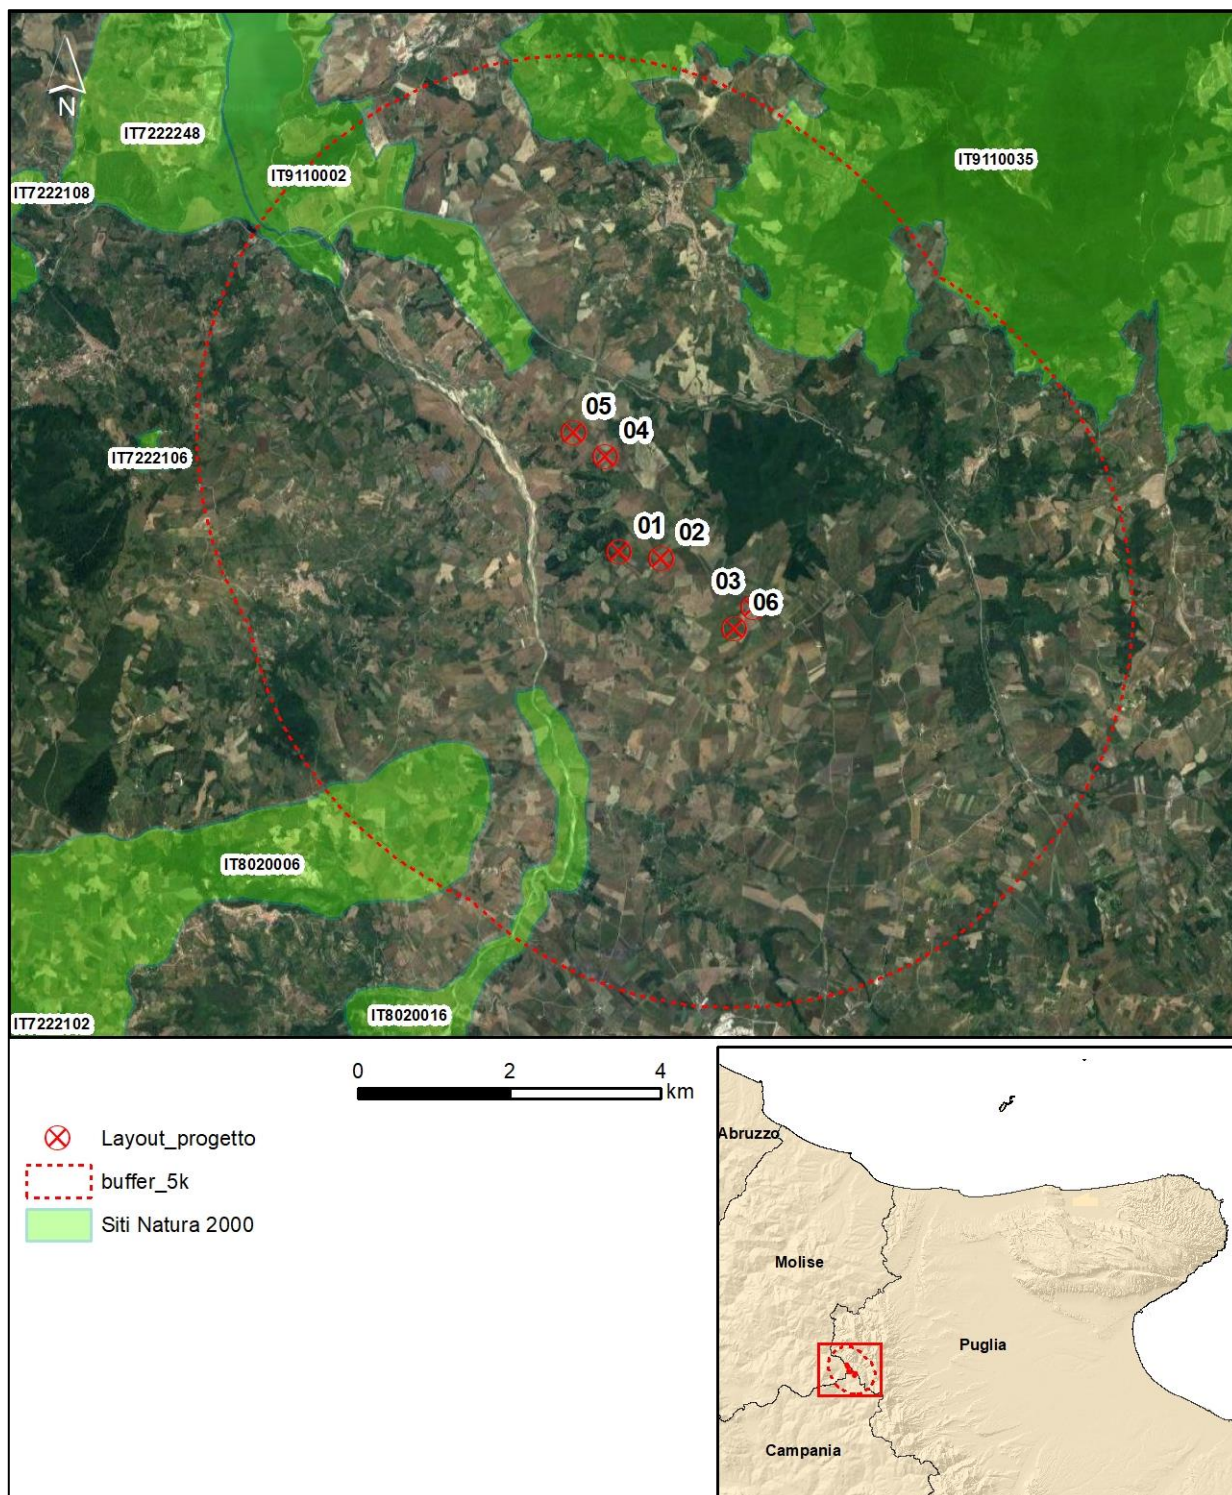 N
IT7222248
IT9110035
IT9110002
IT7222108
05
04
IT7222106
01
02
03
06
IT8020006
IT8020016
IT7222102
0
2
4
km
Layout_progetto
buffer_5k
Siti Natura 2000
Abruzzo
Molise
Puglia
Campania